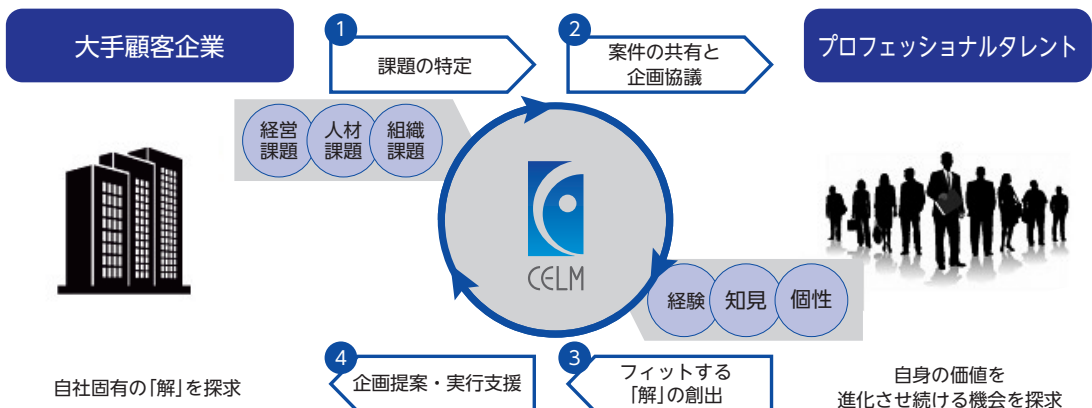 大手顧客企業
1
課題の特定
2
案件の共有と
企画協議
プロフェッショナルタレント
経営
課題
人材
課題
組織
課題
CELM
経験
知見
個性
4
企画提案・実行支援
3
フィットする
「解」の創出
自社固有の「解」を探求
自身の価値を
進化させ続ける機会を探求